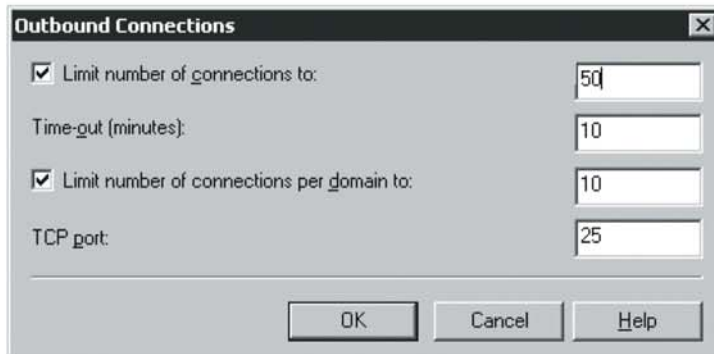 Outbound Connections
Limit number of connections to: 50
Time-out (minutes): 10
Limit number of connections per domain to: 10
TCP port: 25
OK Cancel Help